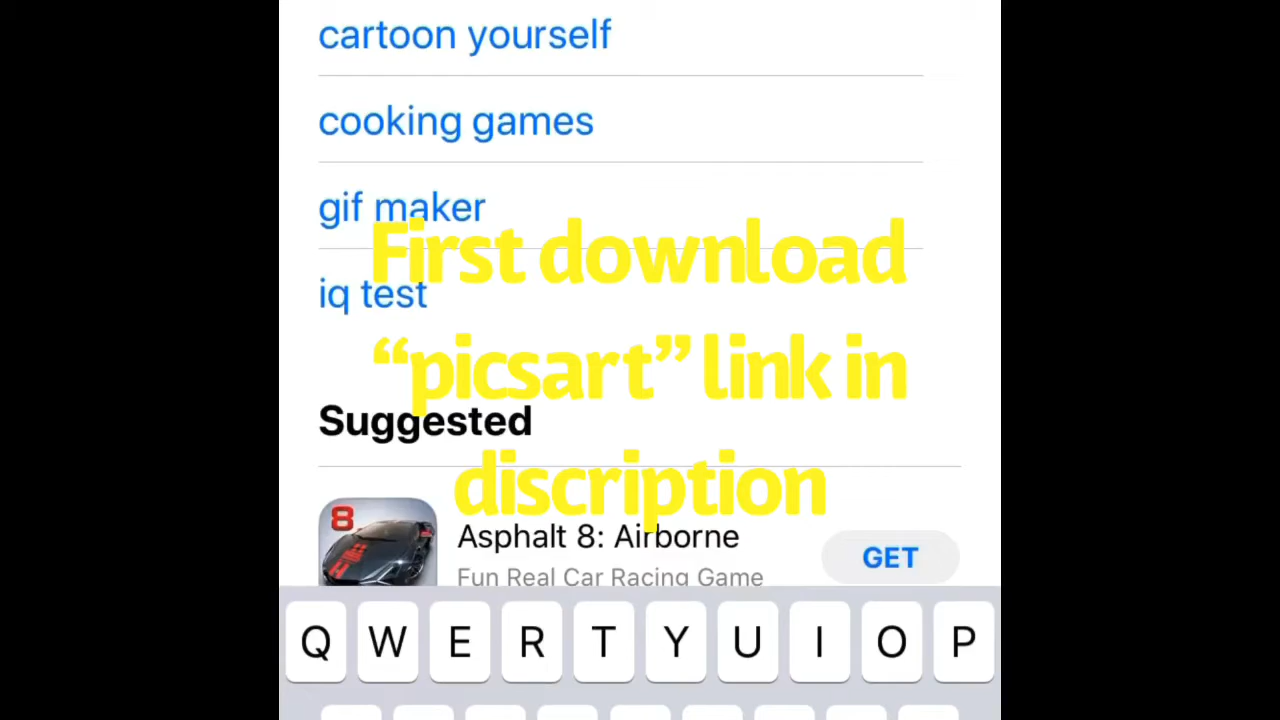 cartoon yourself
cooking games
gif maker
First download
iq test
“picsart” link in
Suggested
discription
8
Asphalt 8: Airborne
GET
Fun Real Car Racing Game
Q W E R T Y U I O P